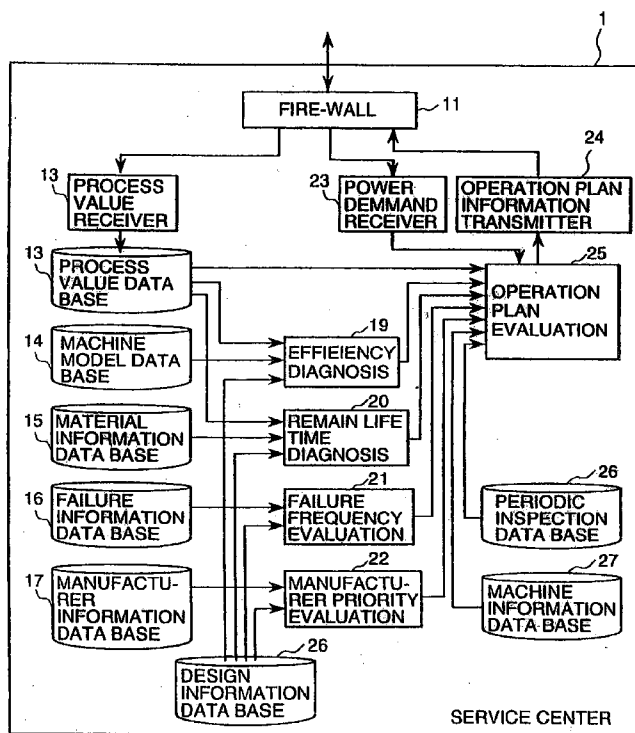 1
FIRE-WALL
11
24
13
PROCESS
VALUE
RECEIVER
23
POWER
DEMMAND
RECEIVER
OPERATION PLAN
INFORMATION
TRANSMITTER
13
PROCESS
VALUE DATA
BASE
25
OPERATION
PLAN
EVALUATION
14
MACHINE
MODEL DATA
BASE
19
EFFIEIENCY
DIAGNOSIS
15
MATERIAL
INFORMATION
DATA BASE
20
REMAIN LIFE
TIME
DIAGNOSIS
16
FAILURE
INFORMATION
DATA BASE
21
FAILURE
FREQUENCY
EVALUATION
26
PERIODIC
INSPECTION
DATA BASE
17
MANUFACTU-
RER
INFORMATION
DATA BASE
22
MANUFACTU-
RER PRIORITY
EVALUATION
27
MACHINE
INFORMATION
DATA BASE
26
DESIGN
INFORMATION
DATA BASE
SERVICE CENTER